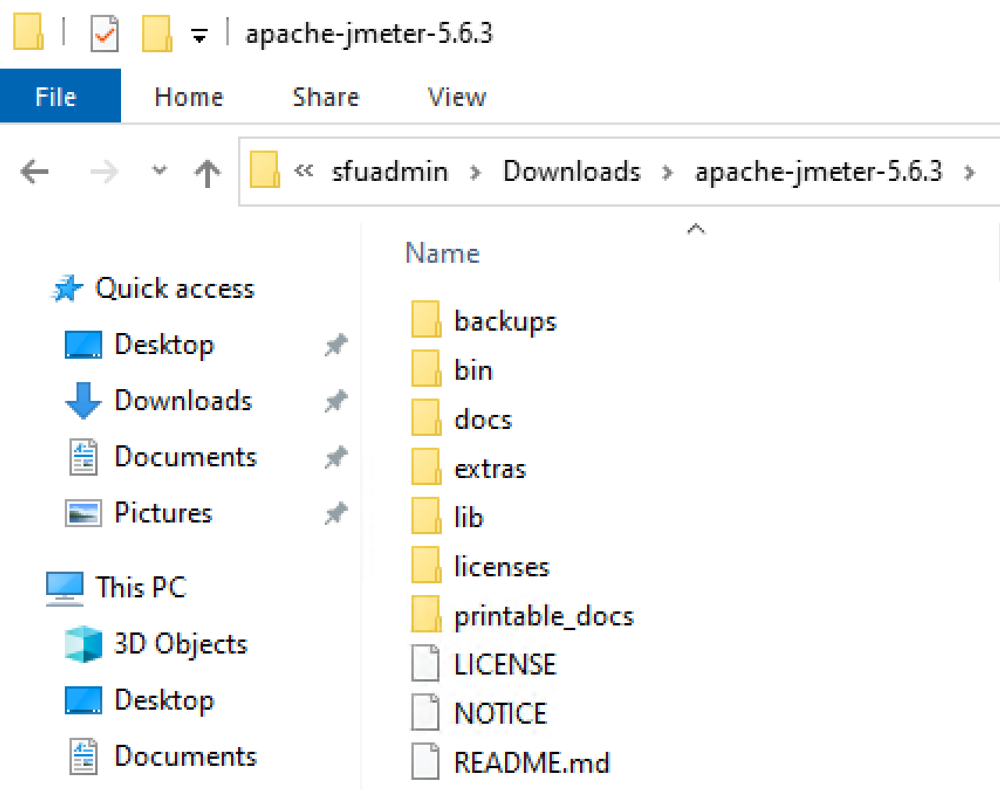 apache-jmeter-5.6.3
File Home Share View
« sfuadmin > Downloads > apache-jmeter-5.6.3 >
Name
Quick access
Desktop
Downloads
Documents
Pictures
This PC
3D Objects
Desktop
Documents
backups
bin
docs
extras
lib
licenses
printable_docs
LICENSE
NOTICE
README.md